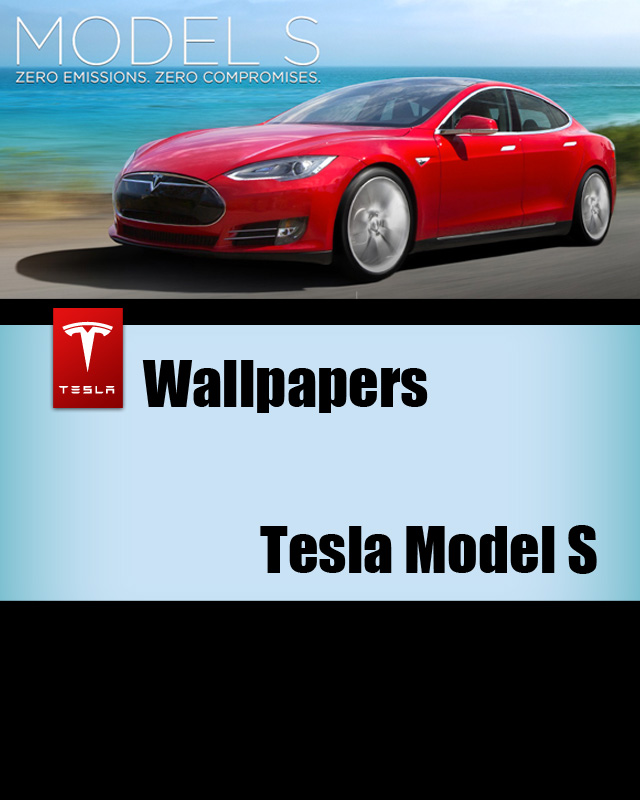 MODEL S
ZERO EMISSIONS. ZERO COMPROMISES.
TESLA
Wallpapers
Tesla Model S